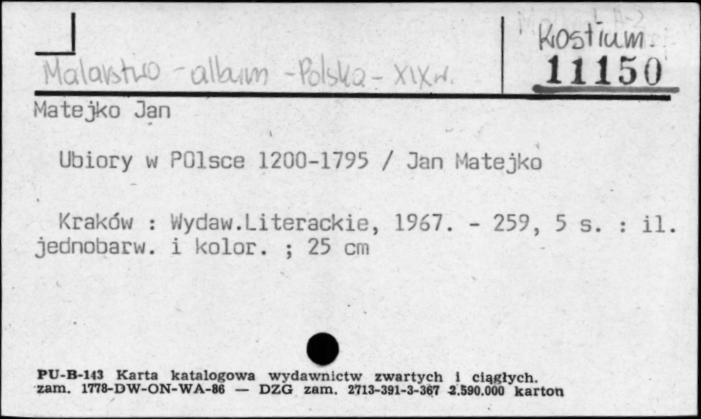 Kostium.
11150
Malarstwo - album - Polska - XIX w.
Matejko Jan
Ubiory w POlsce 1200-1795 / Jan Matejko
Kraków : Wydaw.Literackie, 1967. - 259, 5 s. : il.
jednobarw. i kolor. ; 25 cm
PU-B-143 Karta katalogowa wydawnictw zwartych i ciągłych.
zam. 1778-DW-ON-WA-86 — DZG zam. 2713-391-3-367 2.590.000 karton